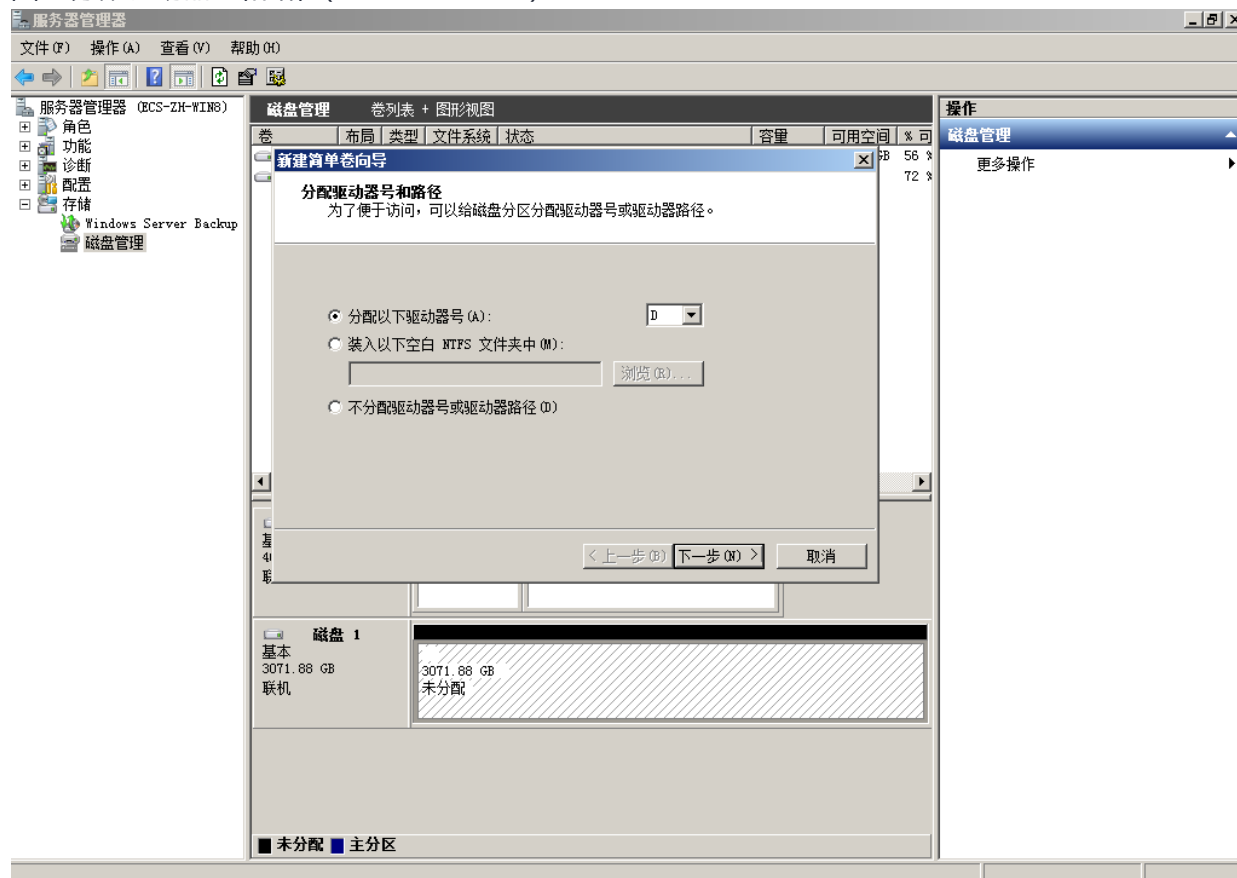 服务器管理器
文件(F) 操作(A) 查看(V) 帮助(H)
服务器管理器 (ECS-ZH-WIN8)
角色
功能
诊断
配置
存储
Windows Server Backup
磁盘管理
磁盘管理 卷列表 + 图形视图
卷 布局 类型 文件系统 状态 容量 可用空间 % 可
GB 56 %
72 %
新建简单卷向导
分配驱动器号和路径
为了便于访问，可以给磁盘分区分配驱动器号或驱动器路径。
分配以下驱动器号(A): D
装入以下空白 NTFS 文件夹中(M):
浏览(R)...
不分配驱动器号或驱动器路径(D)
< 上一步(B) 下一步(N) > 取消
基
磁盘 1
基本
3071.88 GB
联机
3071.88 GB
未分配
未分配 主分区
操作
磁盘管理
更多操作